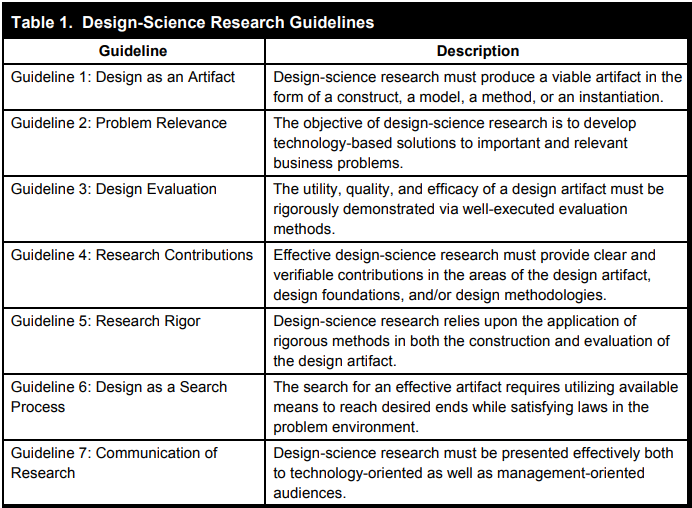 Table 1. Design-Science Research Guidelines
Guideline
Description
Guideline 1: Design as an Artifact
Design-science research must produce a viable artifact in the
form of a construct, a model, a method, or an instantiation.
Guideline 2: Problem Relevance
The objective of design-science research is to develop
technology-based solutions to important and relevant
business problems.
Guideline 3: Design Evaluation
The utility, quality, and efficacy of a design artifact must be
rigorously demonstrated via well-executed evaluation
methods.
Guideline 4: Research Contributions
Effective design-science research must provide clear and
verifiable contributions in the areas of the design artifact,
design foundations, and/or design methodologies.
Guideline 5: Research Rigor
Design-science research relies upon the application of
rigorous methods in both the construction and evaluation of
the design artifact.
Guideline 6: Design as a Search
Process
The search for an effective artifact requires utilizing available
means to reach desired ends while satisfying laws in the
problem environment.
Guideline 7: Communication of
Research
Design-science research must be presented effectively both
to technology-oriented as well as management-oriented
audiences.